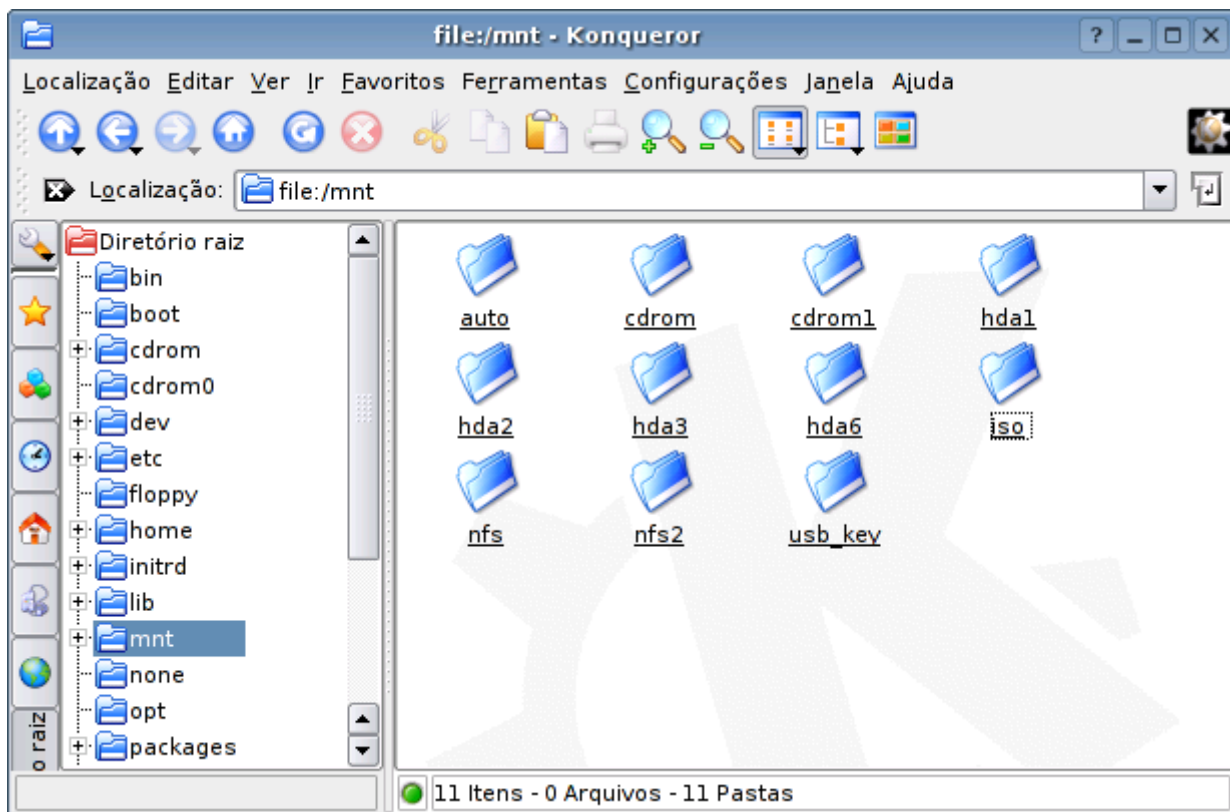 file:/mnt - Konqueror
Localização Editar Ver Ir Favoritos Ferramentas Configurações Janela Ajuda
Localização: file:/mnt
Diretório raiz
bin
boot
cdrom
cdrom0
dev
etc
floppy
home
initrd
lib
mnt
none
opt
packages
o raiz
auto cdrom cdrom1 hda1
hda2 hda3 hda6 iso
nfs nfs2 usb_key
11 Itens - 0 Arquivos - 11 Pastas